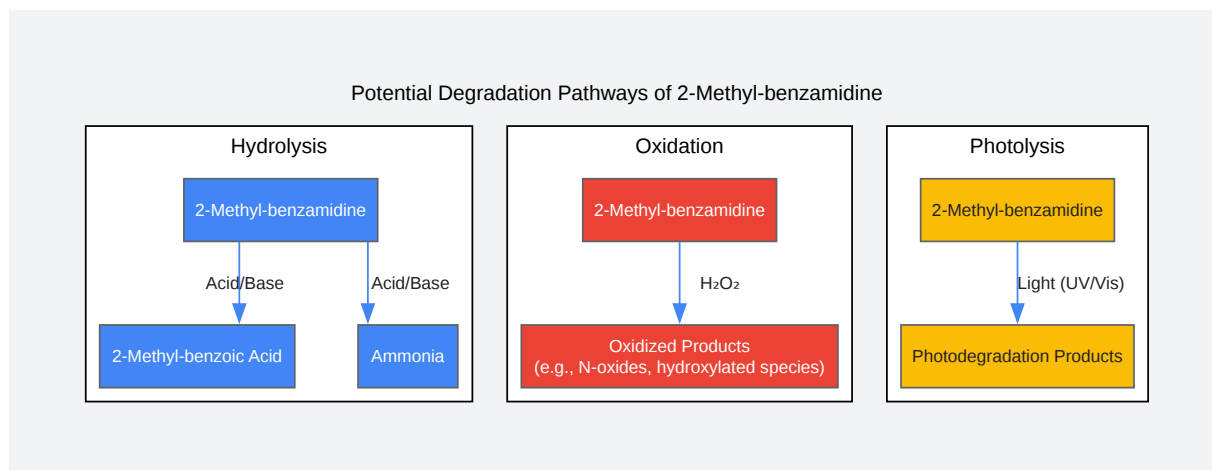 Potential Degradation Pathways of 2-Methyl-benzamidine
Hydrolysis
2-Methyl-benzamidine
Acid/Base
Acid/Base
2-Methyl-benzoic Acid
Ammonia
Oxidation
2-Methyl-benzamidine
H₂O₂
Oxidized Products
(e.g., N-oxides, hydroxylated species)
Photolysis
2-Methyl-benzamidine
Light (UV/Vis)
Photodegradation Products